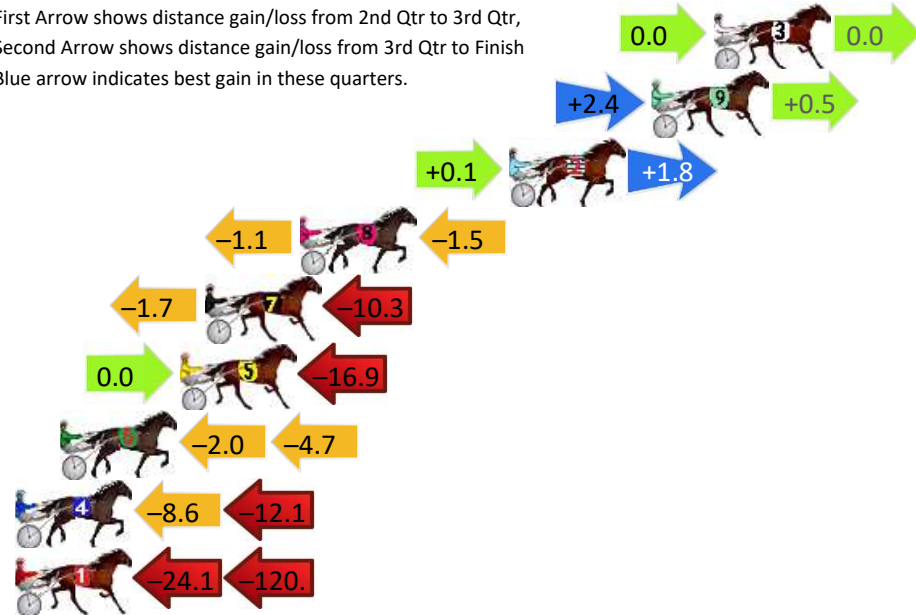 First Arrow shows distance gain/loss from 2nd Qtr to 3rd Qtr,
Second Arrow shows distance gain/loss from 3rd Qtr to Finish
Blue arrow indicates best gain in these quarters.
0.0 3 0.0
+2.4 9 +0.5
+0.1 2 +1.8
–1.1 8 –1.5
–1.7 7 –10.3
0.0 5 –16.9
6 –2.0 –4.7
4 –8.6 –12.1
1 –24.1 –120.